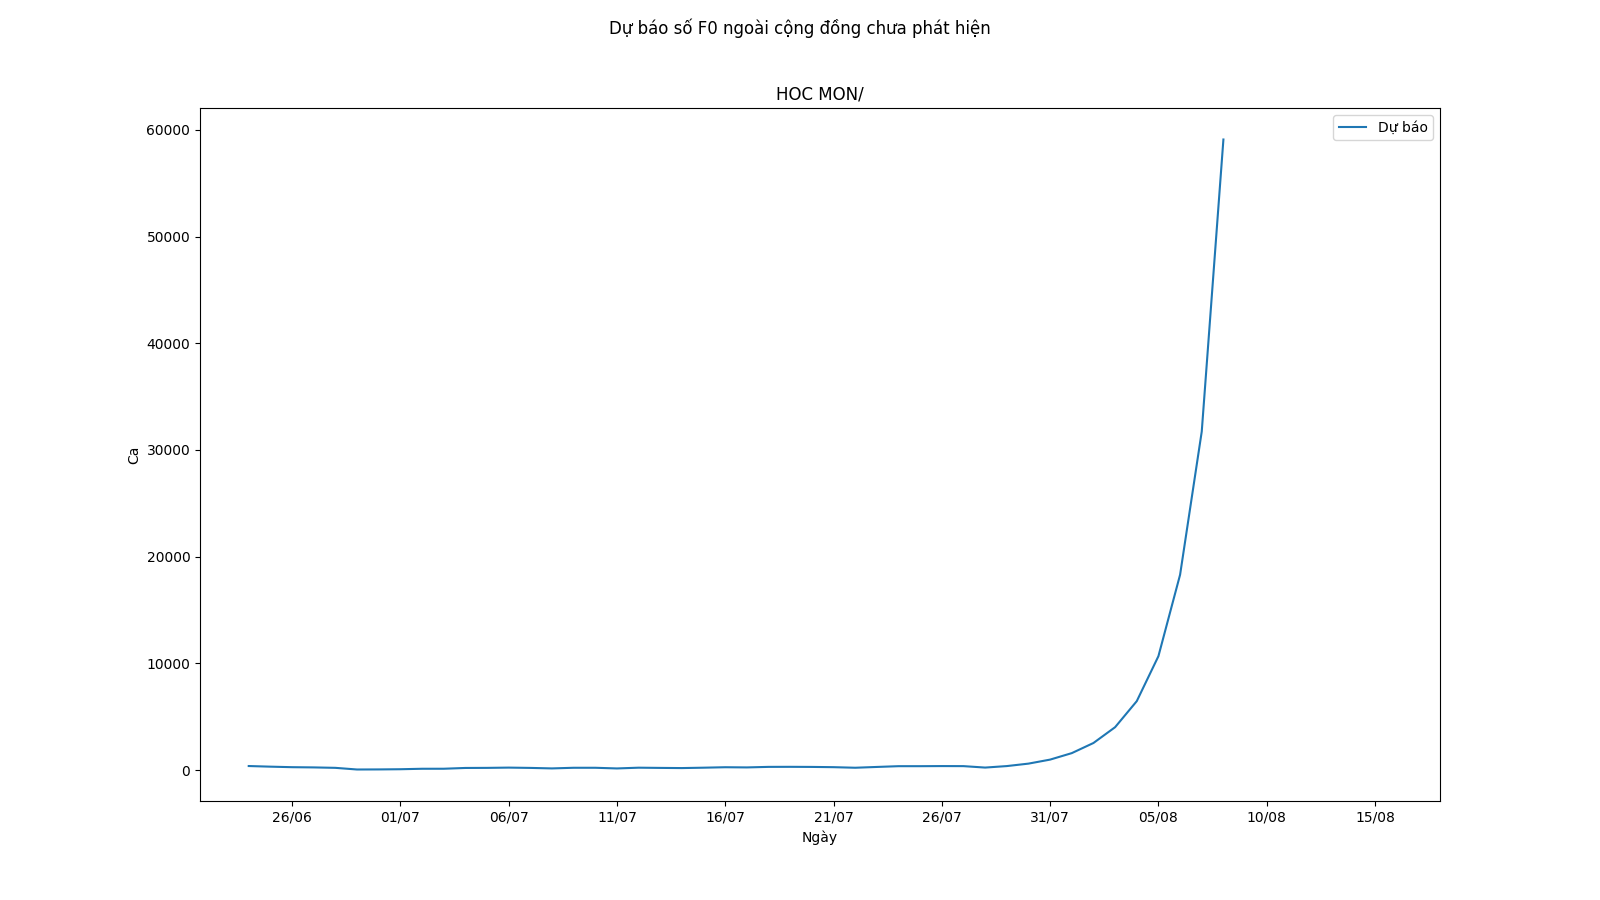 Dự báo số F0 ngoài cộng đồng chưa phát hiện
HOC MON/
Dự báo
60000
50000
40000
30000
20000
10000
0
Ca
26/06 01/07 06/07 11/07 16/07 21/07 26/07 31/07 05/08 10/08 15/08
Ngày